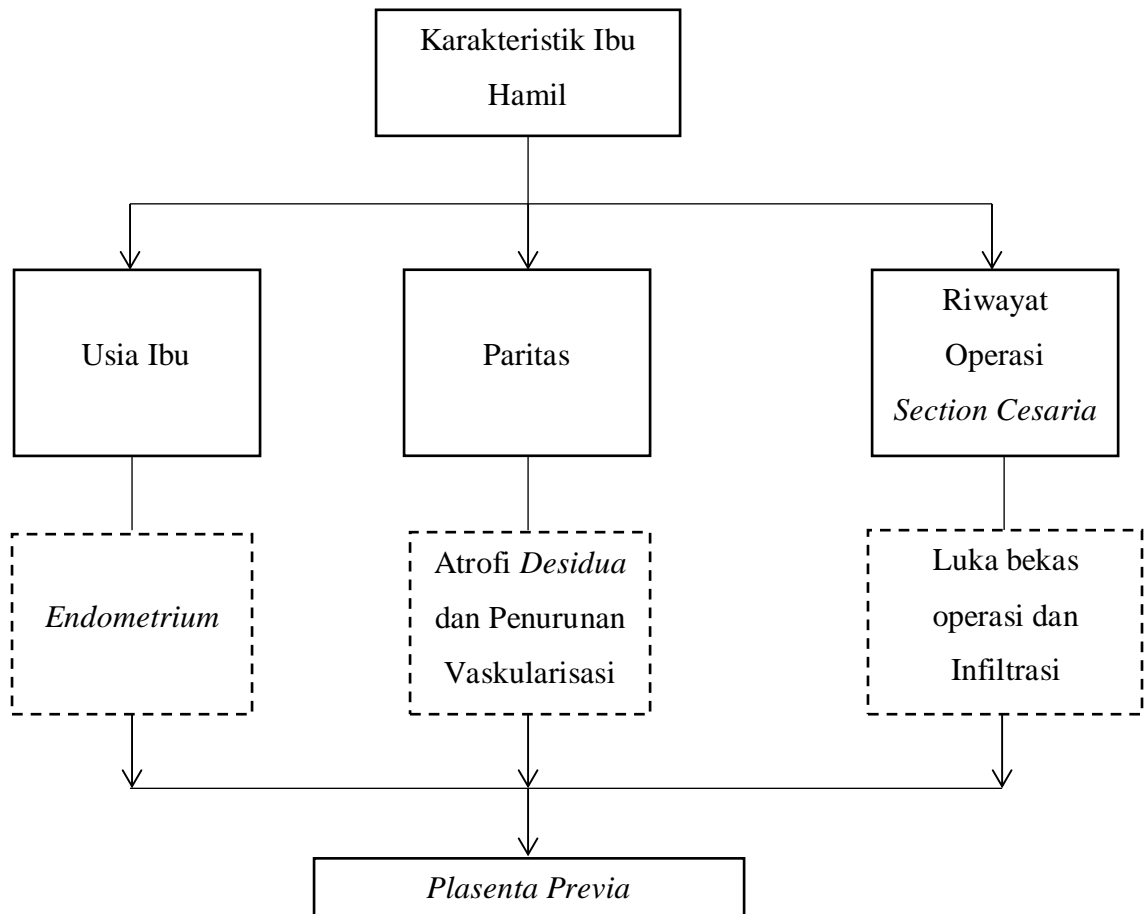 Karakteristik Ibu
Hamil
Usia Ibu
Paritas
Riwayat
Operasi
Section Cesaria
Endometrium
Atrofi Desidua
dan Penurunan
Vaskularisasi
Luka bekas
operasi dan
Infiltrasi
Plasenta Previa